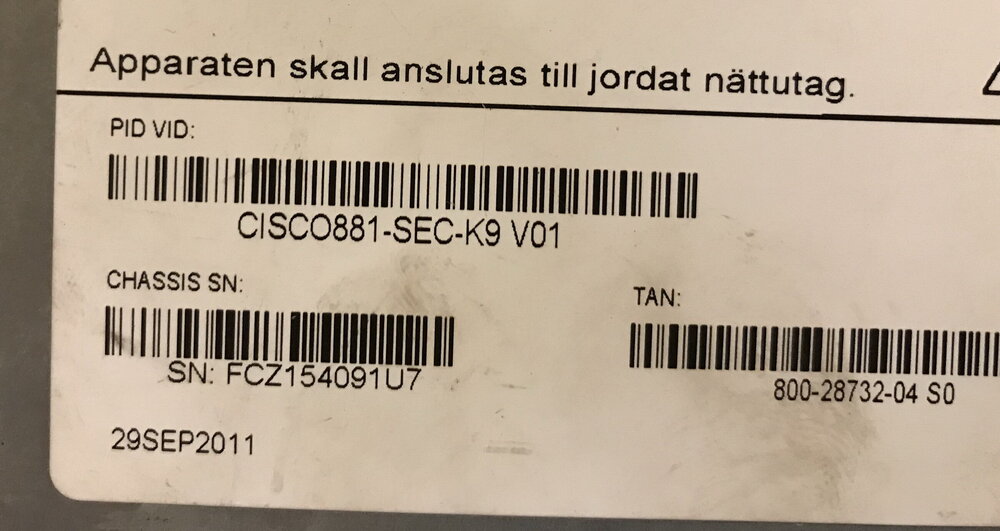 Apparaten skall anslutas till jordat nättutag.
PID VID:
CISCO881-SEC-K9 V01
CHASSIS SN:
SN: FCZ154091U7
TAN:
800-28732-04 S0
29SEP2011